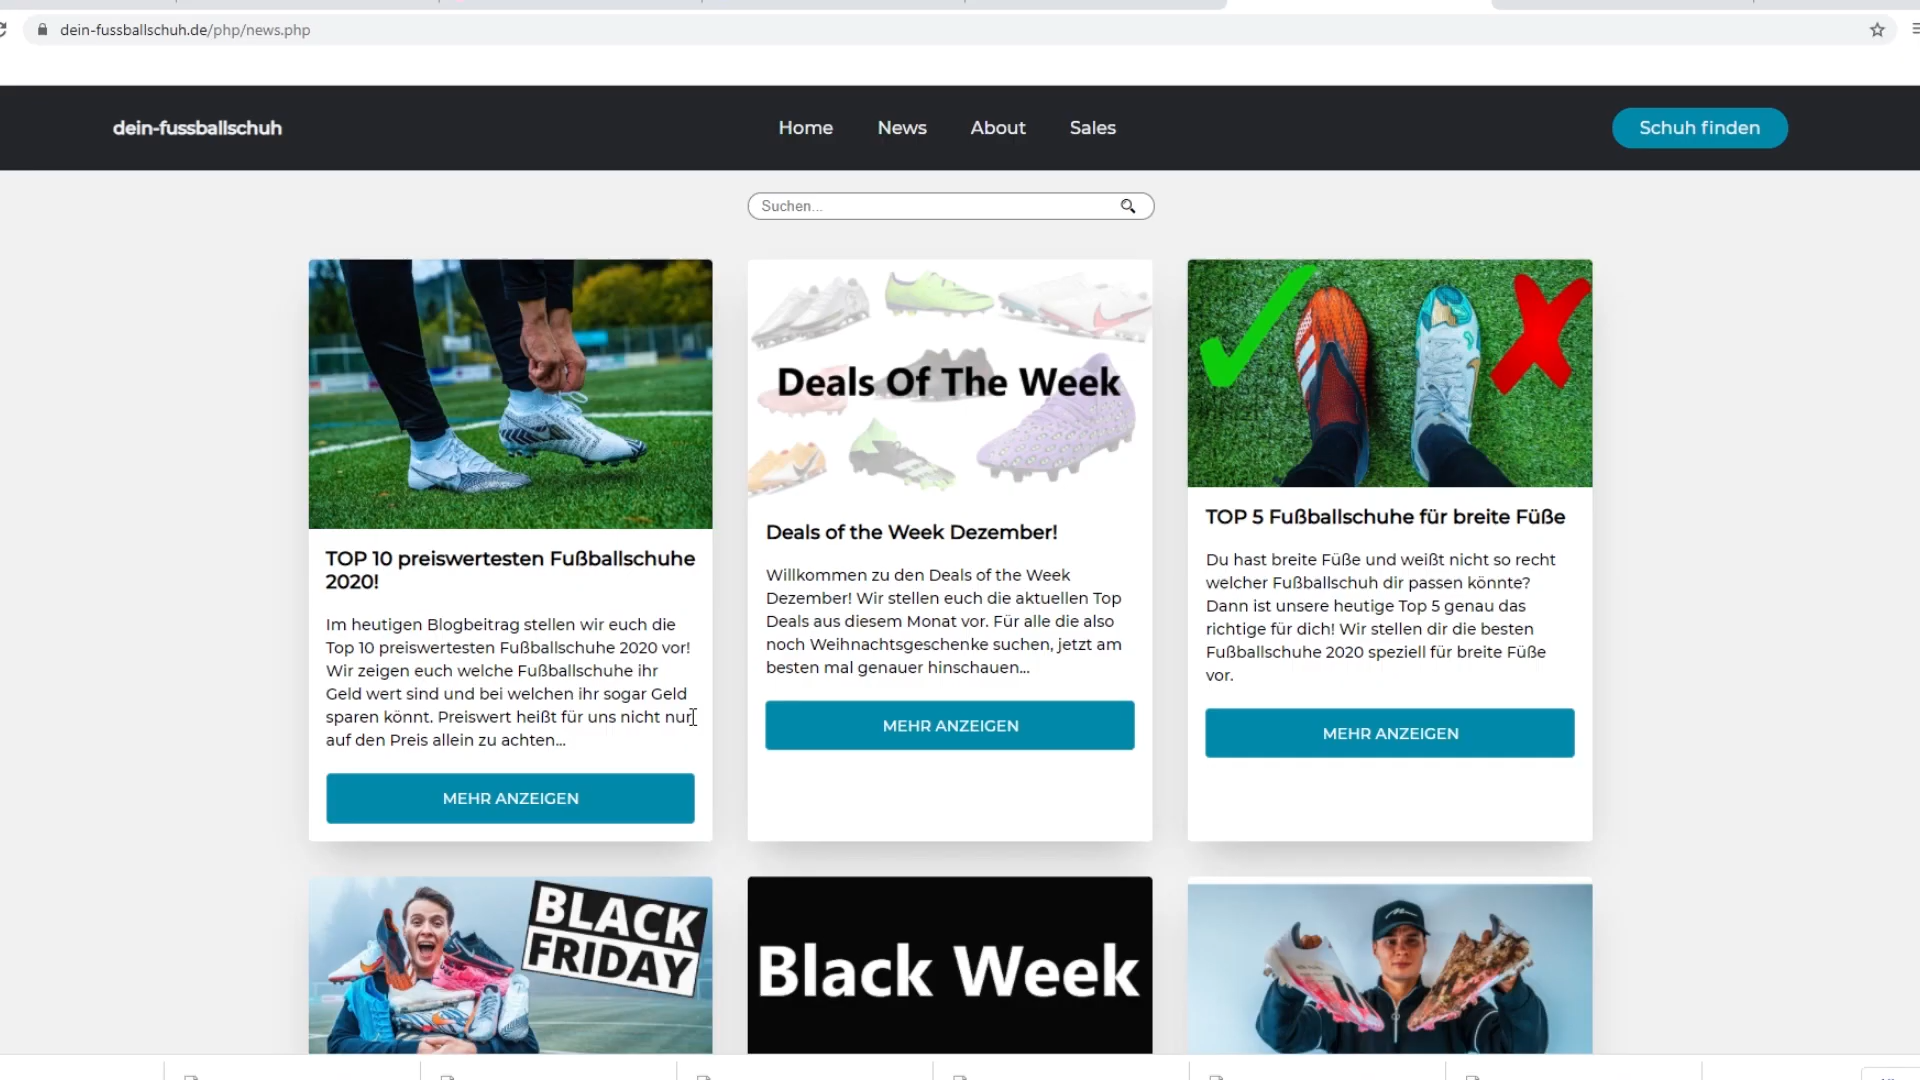 dein-fussballschuh.de/php/news.php
dein-fussballschuh
Home
News
About
Sales
Schuh finden
Suchen...
Deals Of The Week
TOP 10 preiswertesten Fußballschuhe
2020!
Im heutigen Blogbeitrag stellen wir euch die
Top 10 preiswertesten Fußballschuhe 2020 vor!
Wir zeigen euch welche Fußballschuhe ihr
Geld wert sind und bei welchen ihr sogar Geld
sparen könnt. Preiswert heißt für uns nicht nur
auf den Preis allein zu achten...
MEHR ANZEIGEN
Deals of the Week Dezember!
Willkommen zu den Deals of the Week
Dezember! Wir stellen euch die aktuellen Top
Deals aus diesem Monat vor. Für alle die also
noch Weihnachtsgeschenke suchen, jetzt am
besten mal genauer hinschauen...
MEHR ANZEIGEN
TOP 5 Fußballschuhe für breite Füße
Du hast breite Füße und weißt nicht so recht
welcher Fußballschuh dir passen könnte?
Dann ist unsere heutige Top 5 genau das
richtige für dich! Wir stellen dir die besten
Fußballschuhe 2020 speziell für breite Füße
vor.
MEHR ANZEIGEN
BLACK
FRIDAY
Black Week